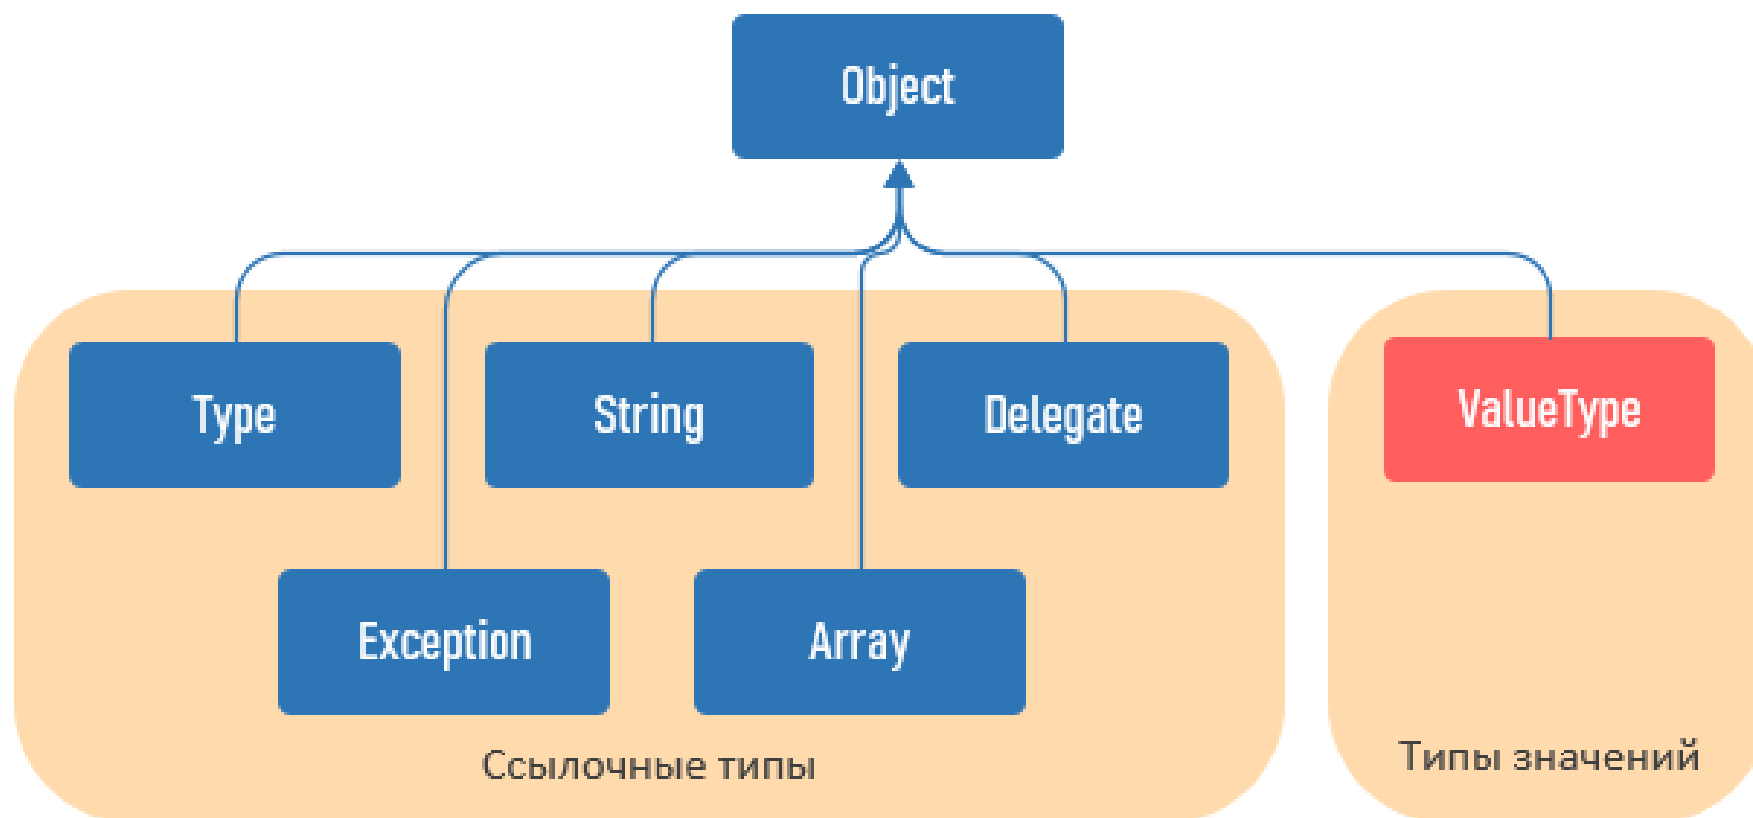 Object
Type
String
Delegate
ValueType
Exception
Array
Ссылочные типы
Типы значений